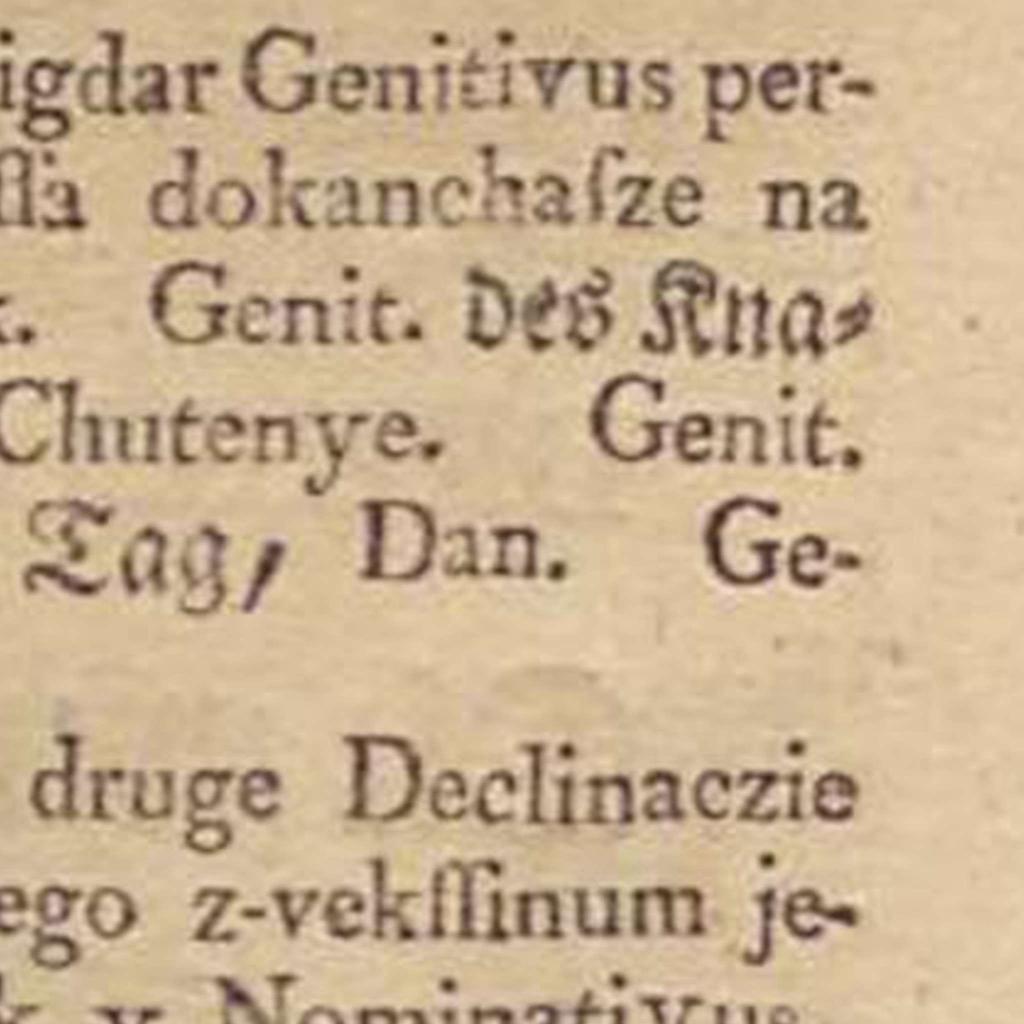 igdar Genitivus per-
ſſa dokanchaſze na
. Genit. des Kna⸗
Chutenye. Genit.
Tag, Dan. Ge-
druge Declinaczie
ego z-vekſſinum je-
k v Nominativus